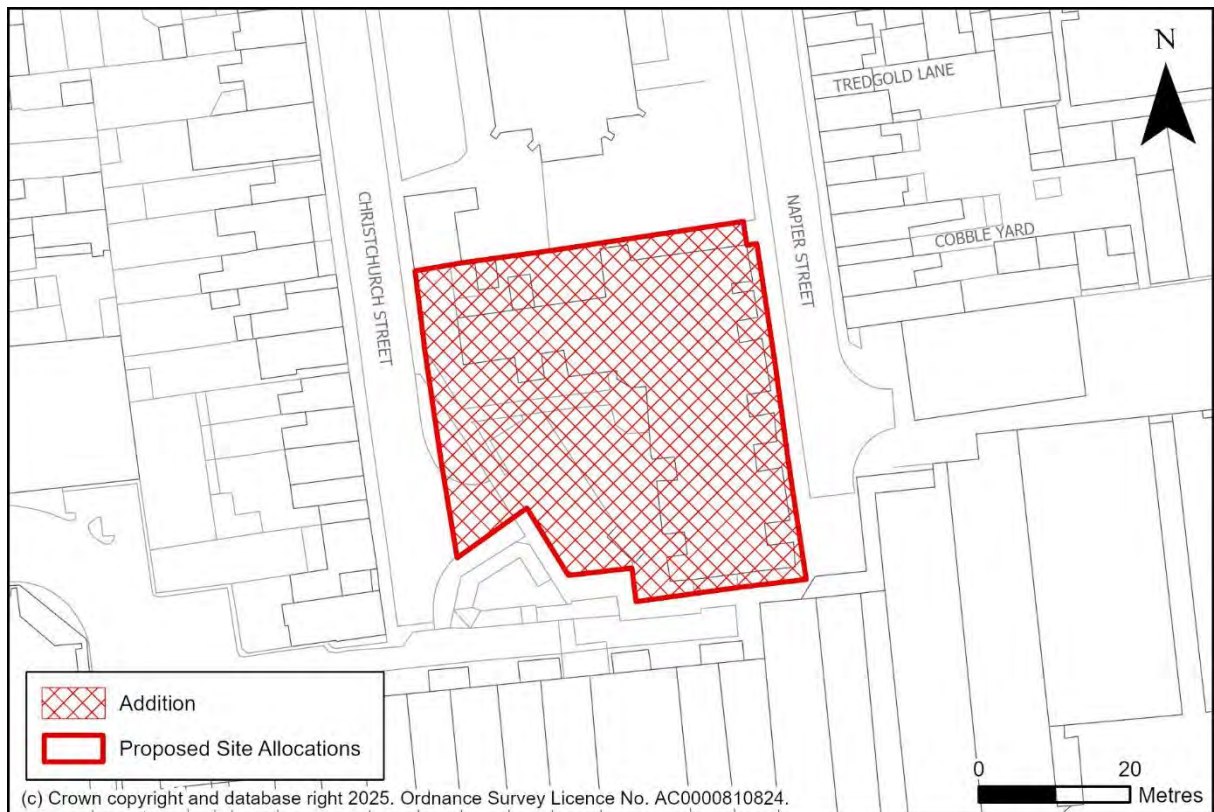 N
TREDGOLD LANE
CHRISTCHURCH STREET
NAPIER STREET
COBBLE YARD
Addition
Proposed Site Allocations
0 20
Metres
(c) Crown copyright and database right 2025. Ordnance Survey Licence No. AC0000810824.